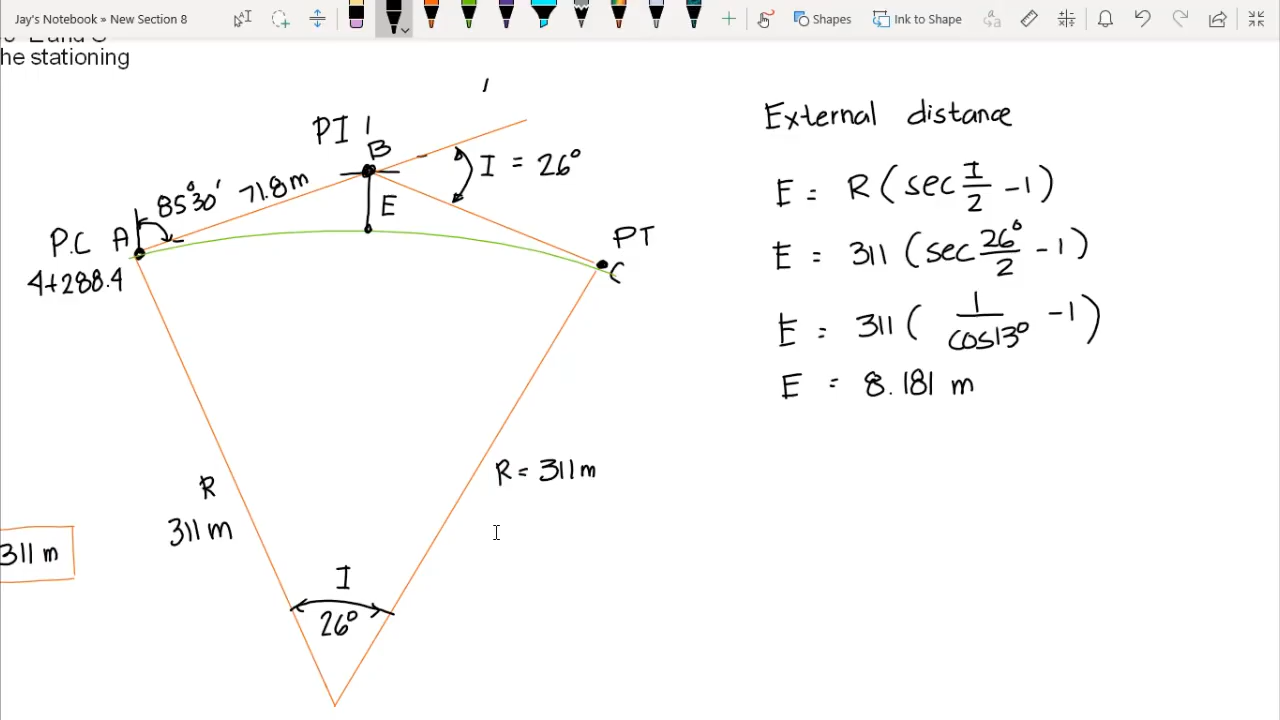 Jay's Notebook » New Section 8
Shapes
Ink to Shape
he stationing
PI 1
B
I = 26°
85°30' 71.8m
E
P.C A
4+288.4
PT
C
R
311 m
R = 311 m
311 m
I
26°
External distance
E = R ( sec I/2 - 1 )
E = 311 ( sec 26°/2 - 1 )
E = 311 ( 1/cos13° - 1 )
E = 8.181 m